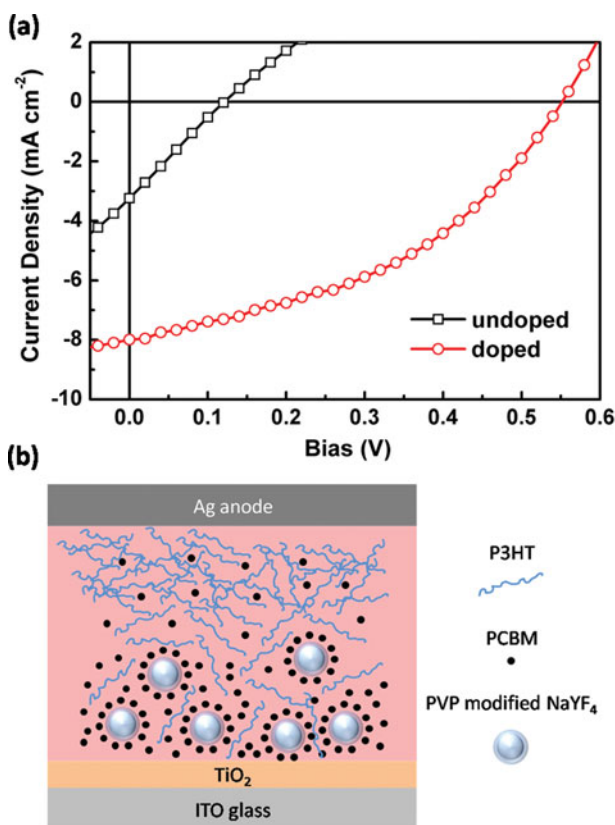 (a)
Current Density (mA cm⁻²)
2
0
-2
-4
-6
-8
-10
undoped
doped
0.0 0.1 0.2 0.3 0.4 0.5 0.6
Bias (V)
(b)
Ag anode
TiO₂
ITO glass
P3HT
PCBM
PVP modified NaYF₄